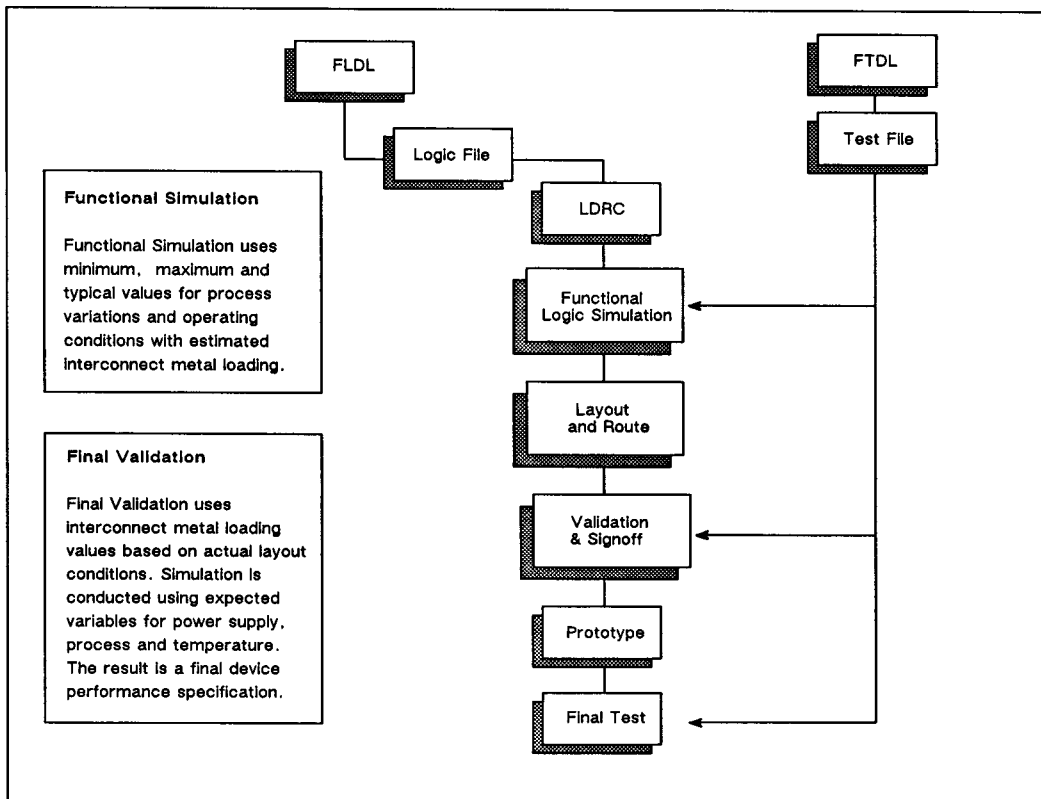 FLDL
FTDL
Logic File
Test File
LDRC
Functional
Logic Simulation
Layout
and Route
Validation
& Signoff
Prototype
Final Test
Functional Simulation
Functional Simulation uses
minimum, maximum and
typical values for process
variations and operating
conditions with estimated
interconnect metal loading.
Final Validation
Final Validation uses
interconnect metal loading
values based on actual layout
conditions. Simulation is
conducted using expected
variables for power supply,
process and temperature.
The result is a final device
performance specification.